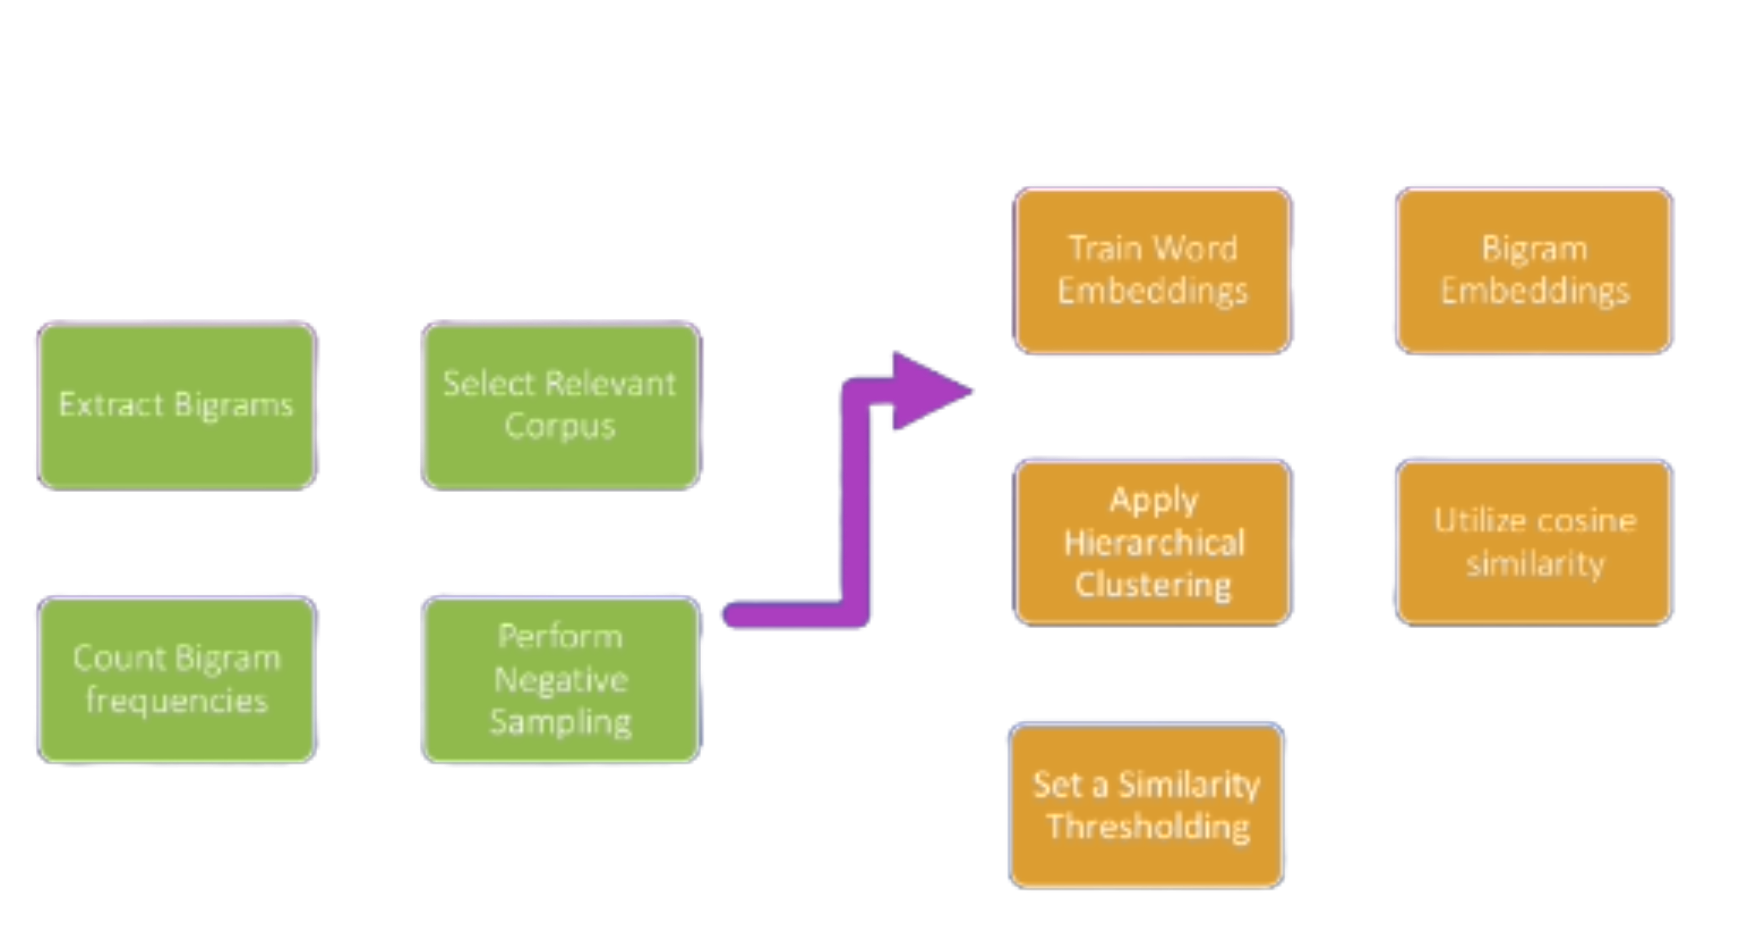 Extract Bigrams
Select Relevant
Corpus
Count Bigram
frequencies
Perform
Negative
Sampling
Train Word
Embeddings
Bigram
Embeddings
Apply
Hierarchical
Clustering
Utilize cosine
similarity
Set a Similarity
Thresholding